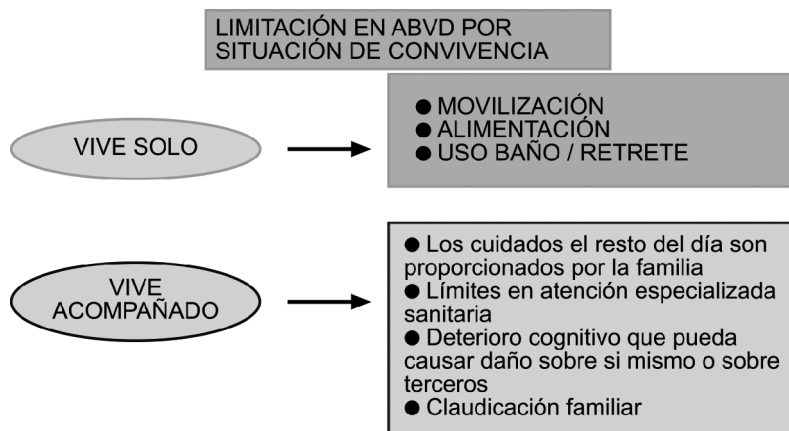 LIMITACIÓN EN ABVD POR
SITUACIÓN DE CONVIVENCIA
VIVE SOLO
● MOVILIZACIÓN
● ALIMENTACIÓN
● USO BAÑO / RETRETE
VIVE
ACOMPAÑADO
● Los cuidados el resto del día son
proporcionados por la familia
● Límites en atención especializada
sanitaria
● Deterioro cognitivo que pueda
causar daño sobre si mismo o sobre
terceros
● Claudicación familiar